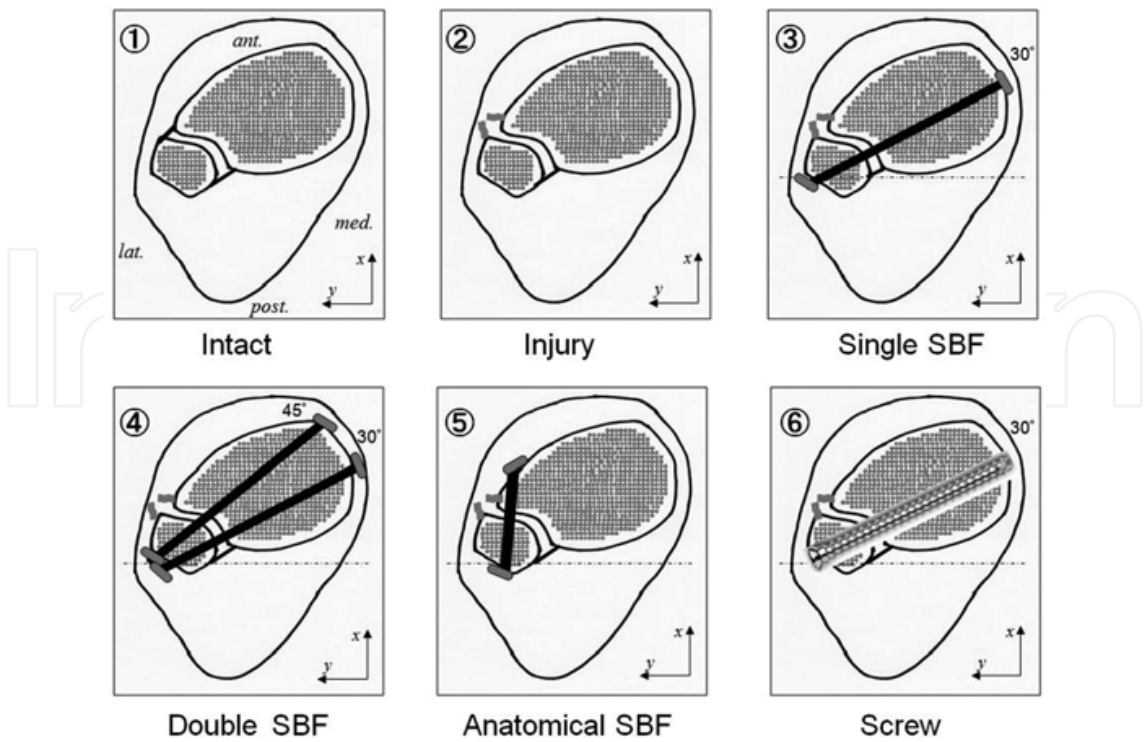 ① ant. lat. med. post. x y
② x y
③ 30° x y
Intact
Injury
Single SBF
④ 45° 30° x y
⑤ x y
⑥ 30° x y
Double SBF
Anatomical SBF
Screw